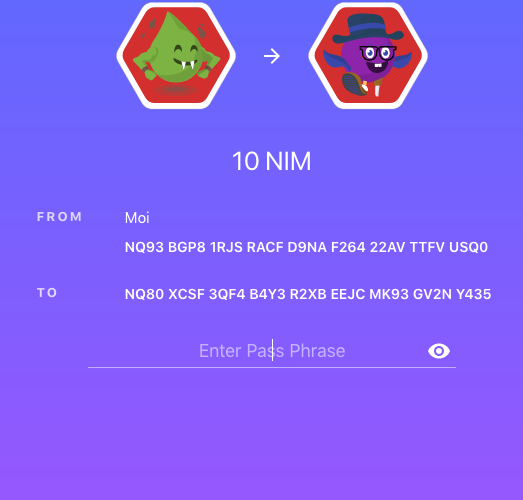 10 NIM
FROM
Moi
NQ93 BGP8 1RJS RACF D9NA F264 22AV TTFV USQ0
TO
NQ80 XCSF 3QF4 B4Y3 R2XB EEJC MK93 GV2N Y435
Enter Pass Phrase